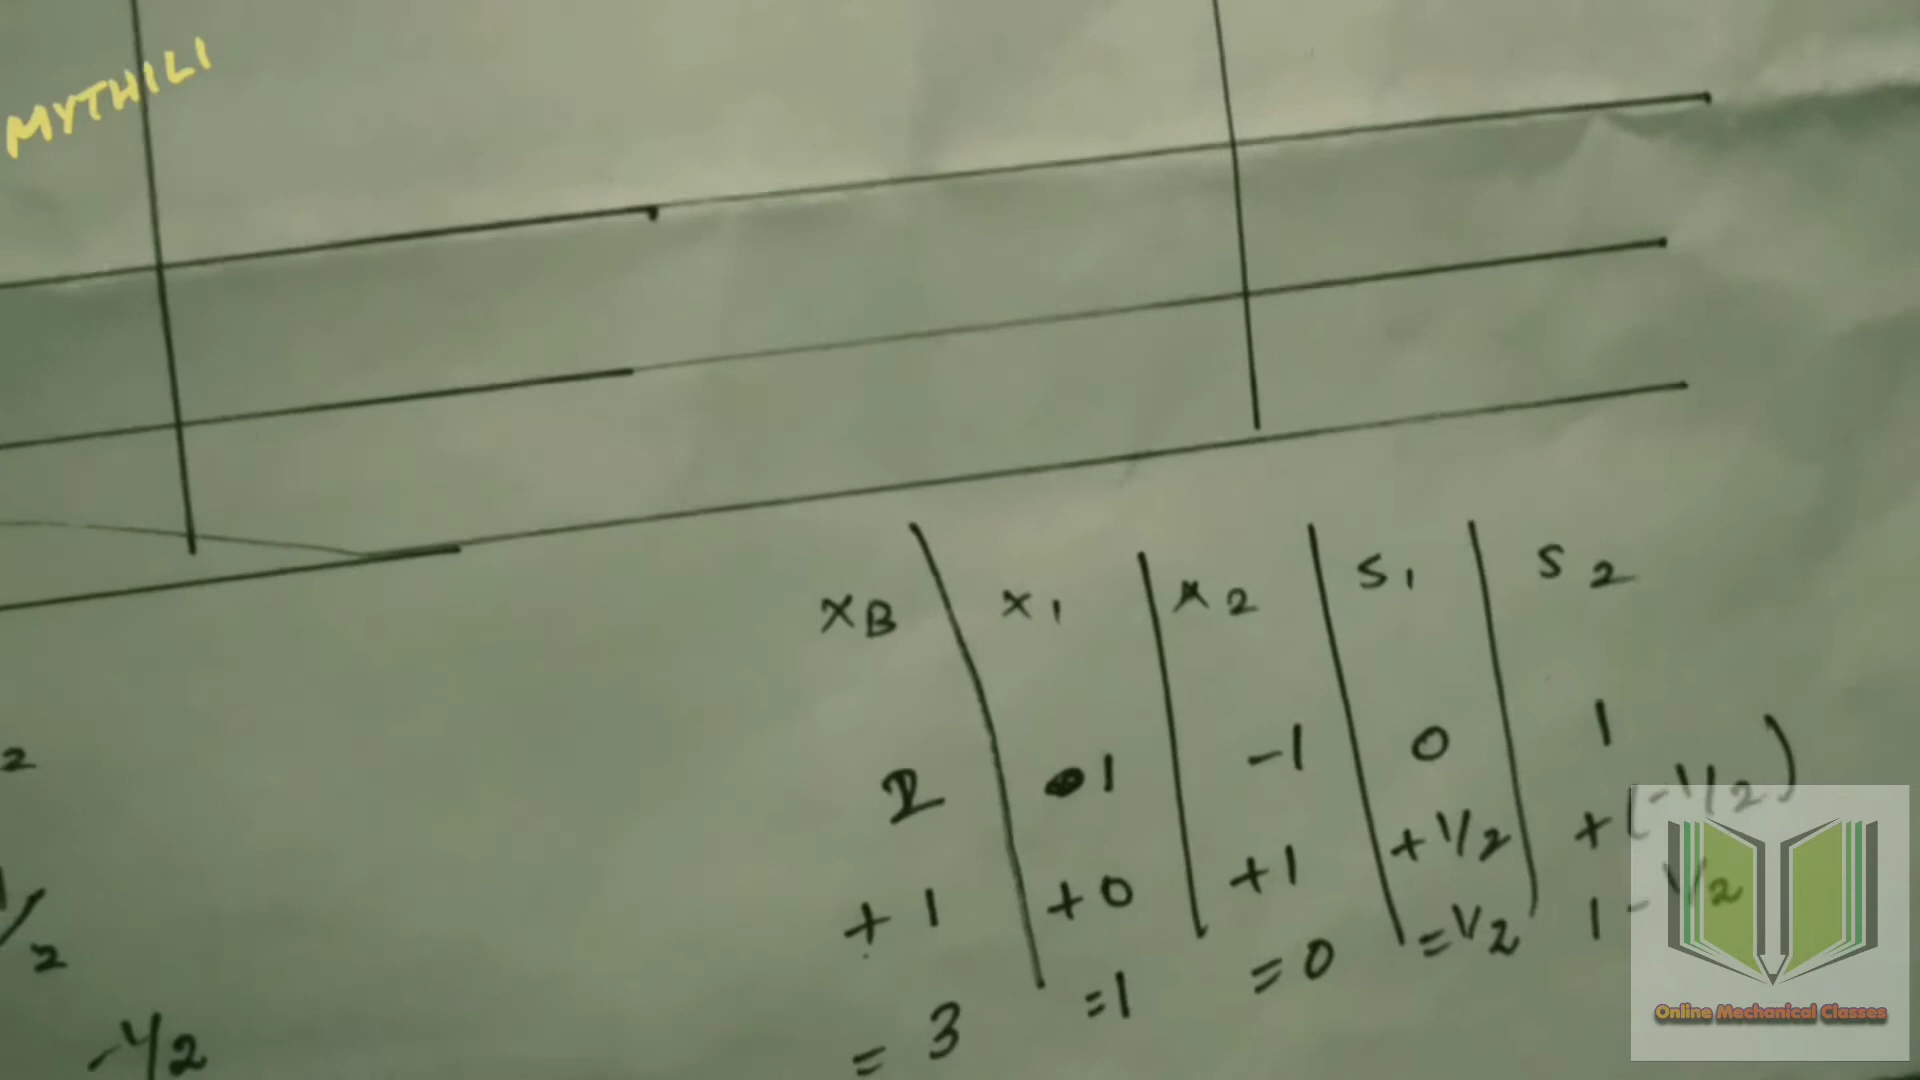 MYTHILI
xB x1 x2 s1 s2
2 1 -1 0 1
2
+ 1 + 0 + 1 + 1/2 + (-1/2)
1/2
= 3 = 1 = 0 = 1/2 1 - 1/2
-1/2
Online Mechanical Classes